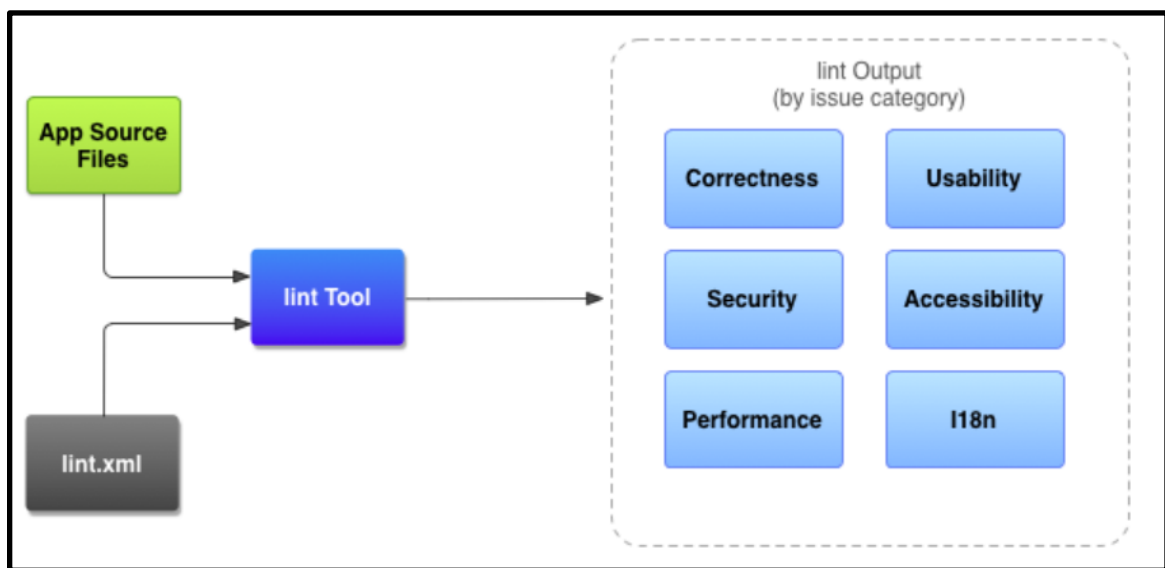 App Source
Files
lint Tool
lint.xml
lint Output
(by issue category)
Correctness
Usability
Security
Accessibility
Performance
I18n